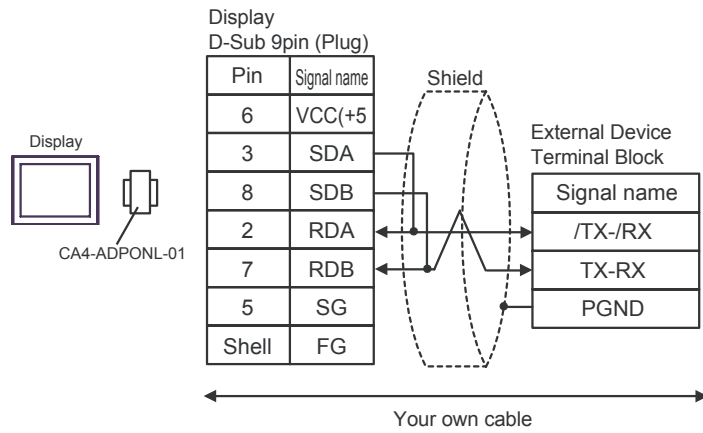 Display
D-Sub 9pin (Plug)
Pin Signal name
6 VCC(+5
3 SDA
8 SDB
2 RDA
7 RDB
5 SG
Shell FG
Shield
External Device
Terminal Block
Signal name
/TX-/RX
TX-RX
PGND
Display
CA4-ADPONL-01
Your own cable